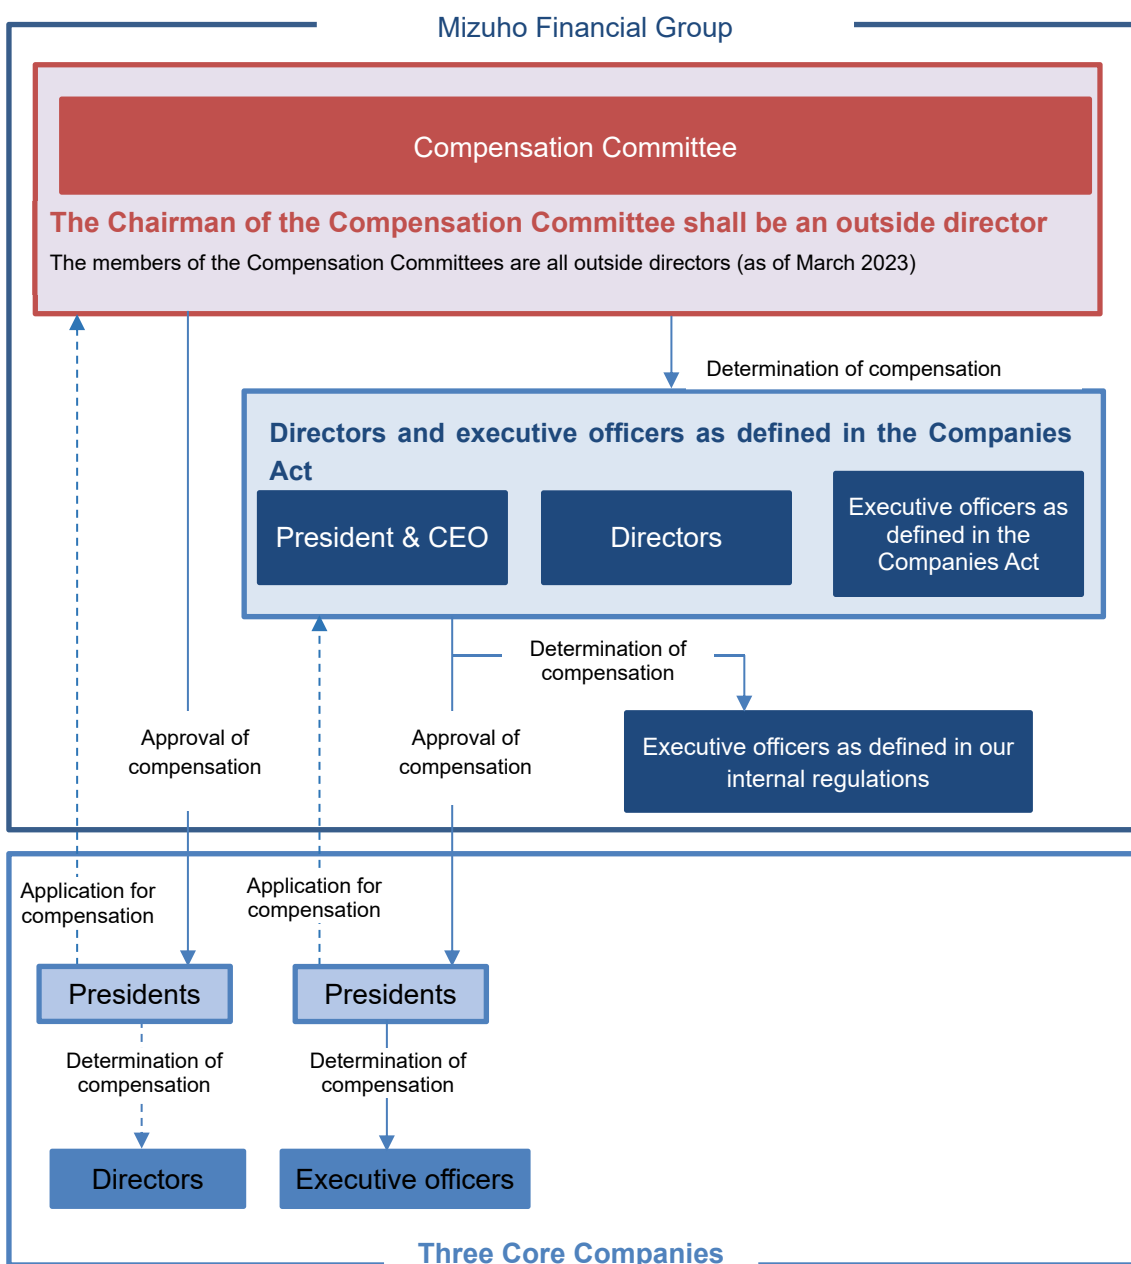 Mizuho Financial Group
Compensation Committee
The Chairman of the Compensation Committee shall be an outside director
The members of the Compensation Committees are all outside directors (as of March 2023)
Determination of compensation
Directors and executive officers as defined in the Companies
Act
President & CEO
Directors
Executive officers as
defined in the
Companies Act
Determination of
compensation
Approval of
compensation
Approval of
compensation
Executive officers as defined in our
internal regulations
Application for
compensation
Application for
compensation
Presidents
Presidents
Determination of
compensation
Determination of
compensation
Directors
Executive officers
Three Core Companies